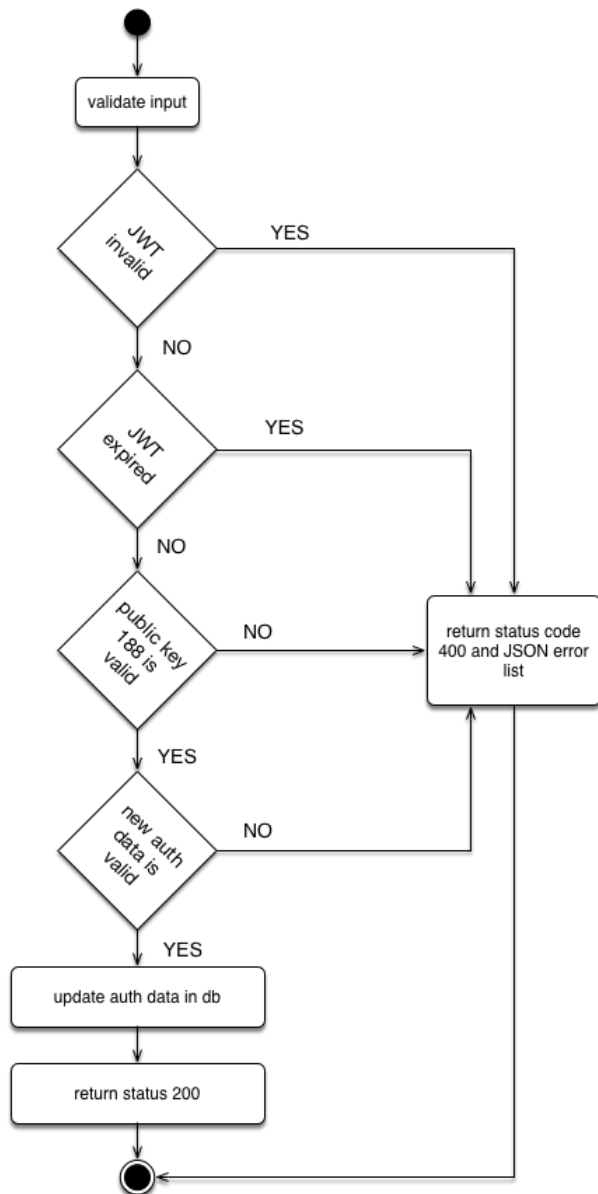 validate input
JWT
invalid
YES
NO
JWT
expired
YES
NO
public key
188 is
valid
NO
return status code
400 and JSON error
list
YES
new auth
data is
valid
NO
YES
update auth data in db
return status 200